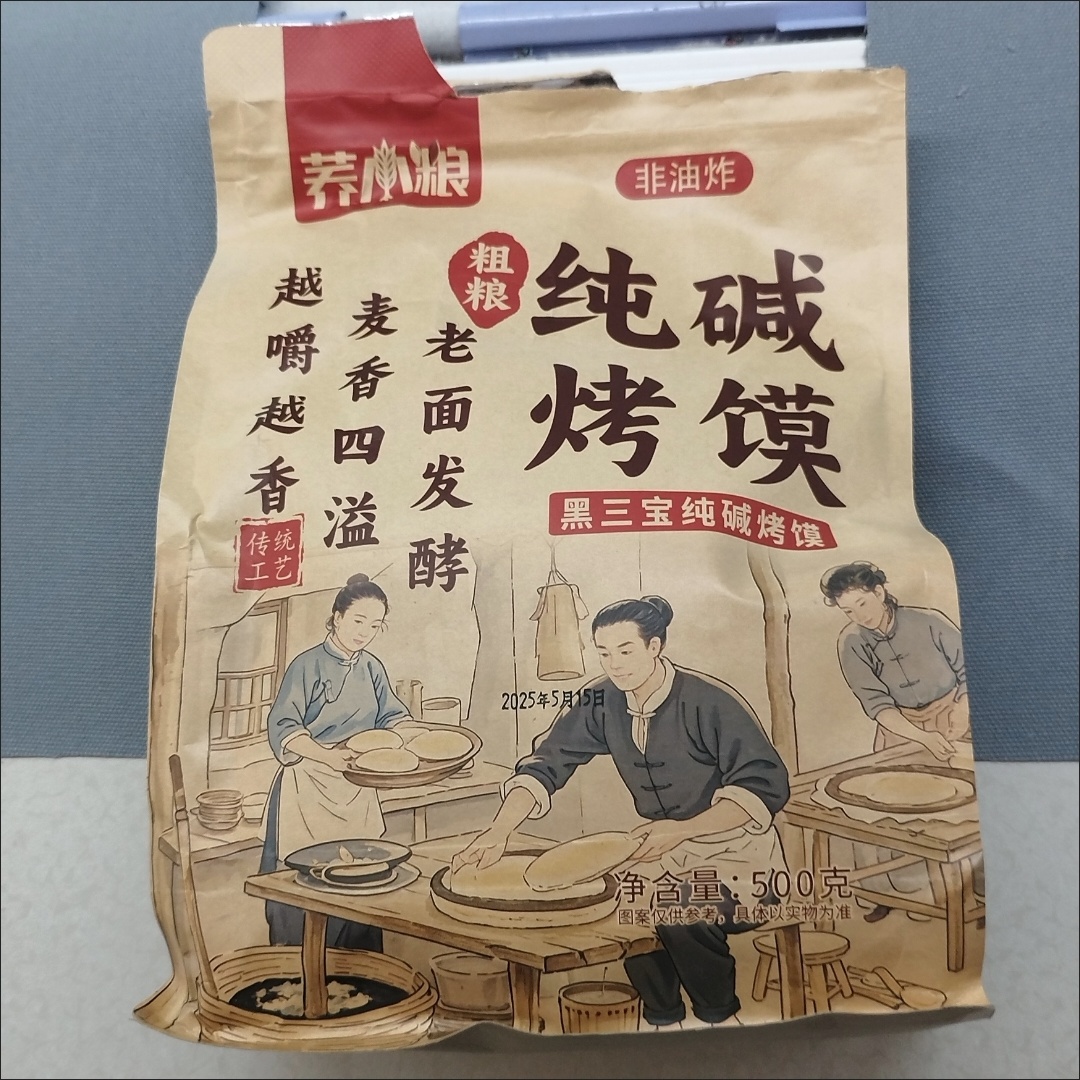 荞小粮
非油炸
粗粮
纯碱
烤馍
黑三宝纯碱烤馍
老面发酵
麦香四溢
越嚼越香
传统
工艺
2025年5月15日
净含量:500克
图案仅供参考，具体以实物为准